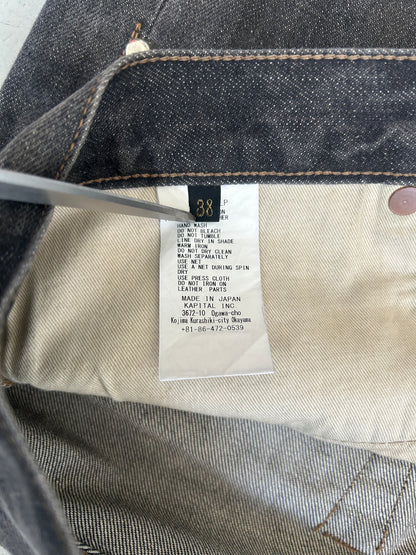 38
HAND WASH
DO NOT BLEACH
DO NOT TUMBLE
LINE DRY IN SHADE
WARM IRON
DO NOT DRY CLEAN
WASH SEPARATELY
USE NET
USE A NET DURING SPIN
DRY
USE PRESS CLOTH
DO NOT IRON ON
LEATHER PARTS
MADE IN JAPAN
KAPITAL INC.
3672-10 Ogawa-cho
Kojima Kurashiki-city Okayama
+81-86-472-0539